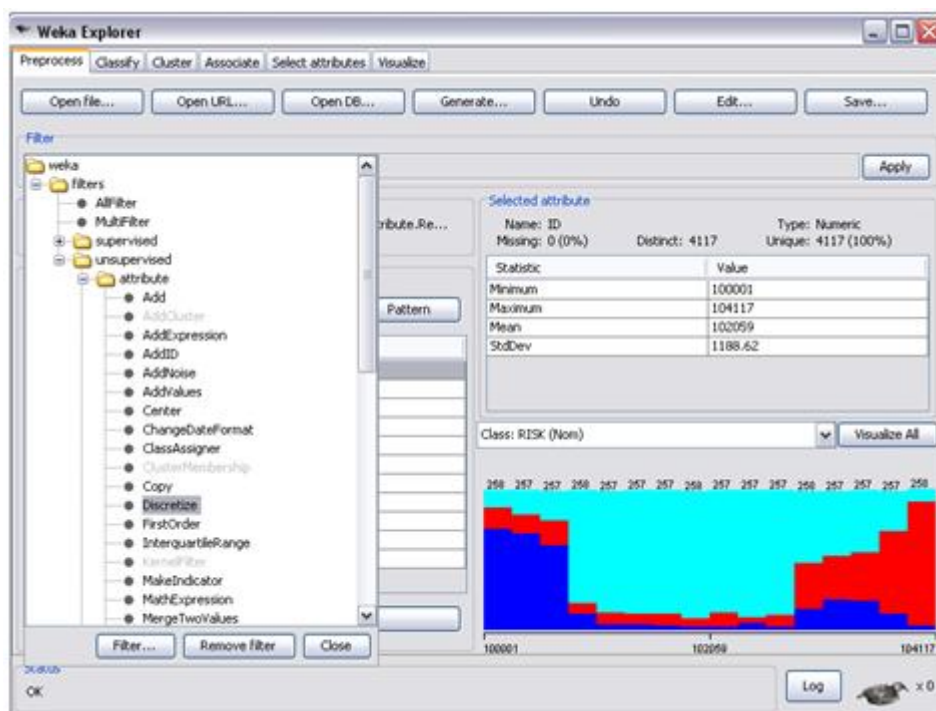 Weka Explorer
Preprocess Classify Cluster Associate Select attributes Visualize
Open file... Open URL... Open DB... Generate... Undo Edit... Save...
Filter
weka
filters
AllFilter
MultiFilter
supervised
unsupervised
attribute
Add
AddCluster
AddExpression
AddID
AddNoise
AddValues
Center
ChangeDateFormat
ClassAssigner
ClusterMembership
Copy
Discretize
FirstOrder
InterquartileRange
KernelFilter
MakeIndicator
MathExpression
MergeTwoValues
Filter... Remove filter Close
Apply
tribute.Re...
Pattern
Selected attribute
Name: ID Type: Numeric
Missing: 0 (0%) Distinct: 4117 Unique: 4117 (100%)
Statistic Value
Minimum 100001
Maximum 104117
Mean 102059
StdDev 1188.62
Class: RISK (Nom) Visualize All
258 257 257 258 257 257 257 258 257 257 257 258 257 257 257 258
100001 102059 104117
Status
OK
Log x 0